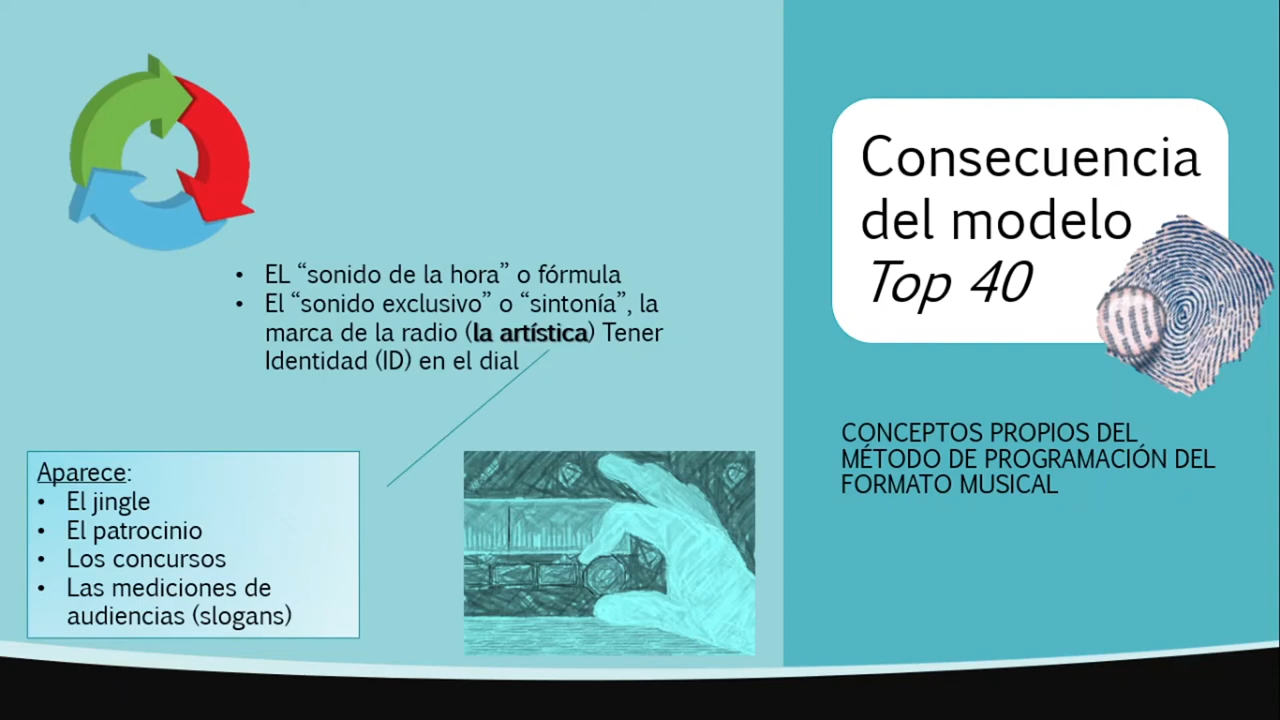 Consecuencia
del modelo
Top 40
CONCEPTOS PROPIOS DEL
MÉTODO DE PROGRAMACIÓN DEL
FORMATO MUSICAL
• EL “sonido de la hora” o fórmula
• El “sonido exclusivo” o “sintonía”, la
marca de la radio (la artística) Tener
Identidad (ID) en el dial
Aparece:
• El jingle
• El patrocinio
• Los concursos
• Las mediciones de
audiencias (slogans)